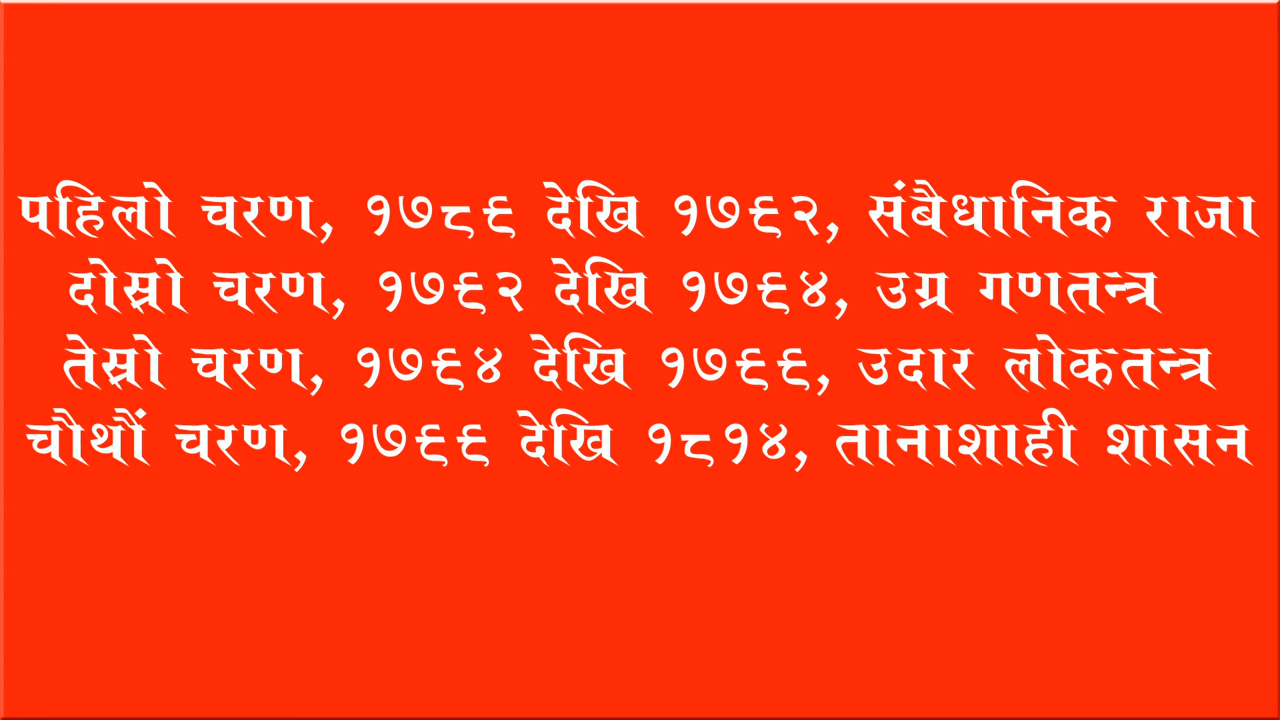 पहिलो चरण, १७८९ देखि १७९२, संबैधानिक राजा
दोस्रो चरण, १७९२ देखि १७९४, उग्र गणतन्त्र
तेस्रो चरण, १७९४ देखि १७९९, उदार लोकतन्त्र
चौथौं चरण, १७९९ देखि १८१४, तानाशाही शासन